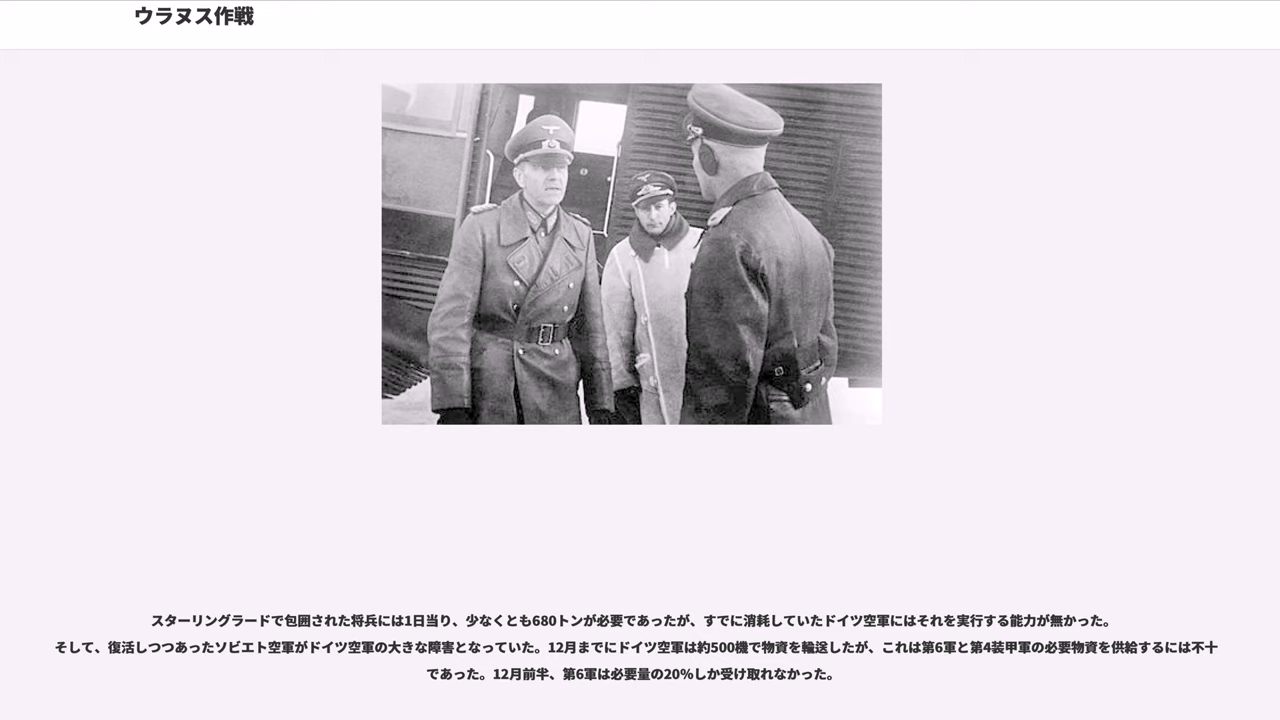 ウラヌス作戦
スターリングラードで包囲された将兵には1日当り、少なくとも680トンが必要であったが、すでに消耗していたドイツ空軍にはそれを実行する能力が無かった。
そして、復活しつつあったソビエト空軍がドイツ空軍の大きな障害となっていた。12月までにドイツ空軍は約500機で物資を輸送したが、これは第6軍と第4装甲軍の必要物資を供給するには不十
であった。12月前半、第6軍は必要量の20%しか受け取れなかった。